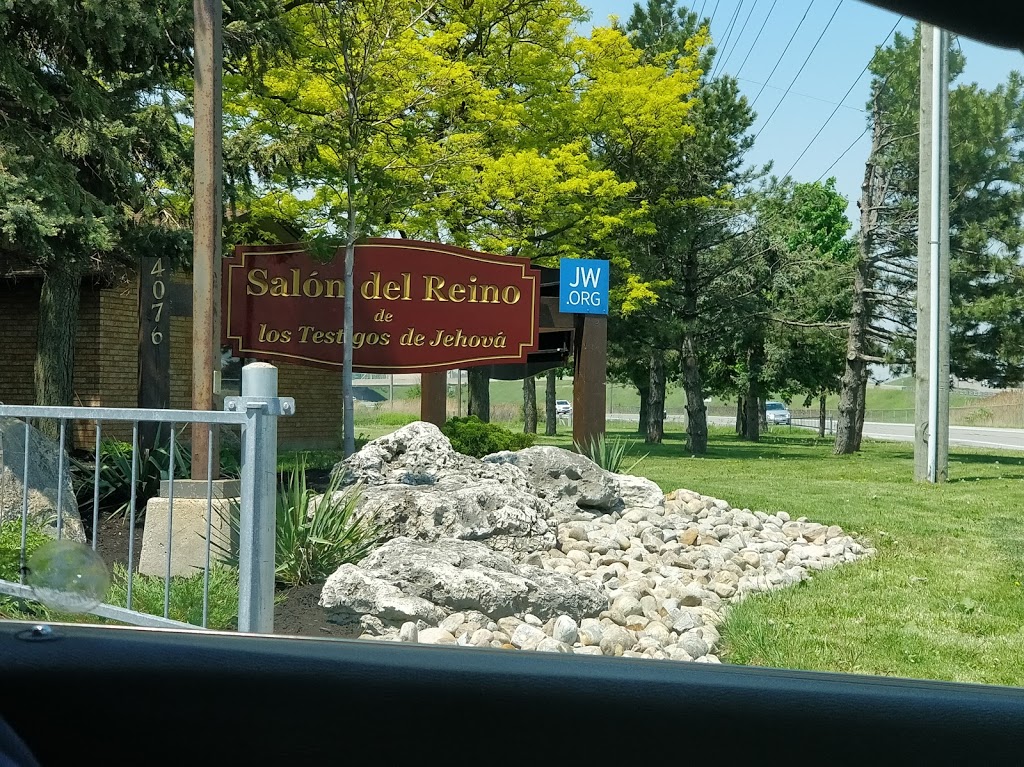 4076
Salón del Reino
de
los Testigos de Jehová
JW
.ORG